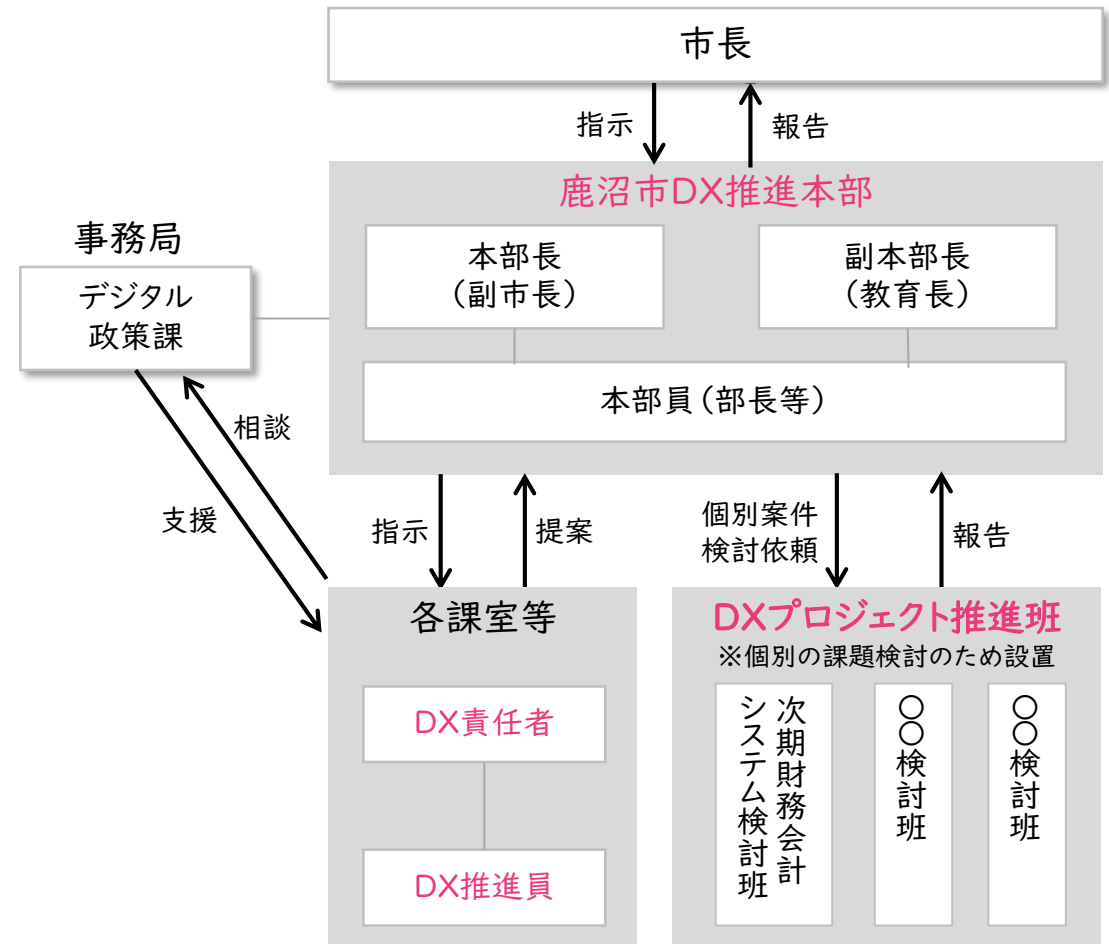 市長
指示
報告
鹿沼市DX推進本部
本部長
(副市長)
副本部長
(教育長)
本部員(部長等)
事務局
デジタル
政策課
相談
支援
指示
提案
個別案件
検討依頼
報告
各課室等
DX責任者
DX推進員
DXプロジェクト推進班
※個別の課題検討のため設置
次期財務会計
システム検討班
〇〇検討班
〇〇検討班